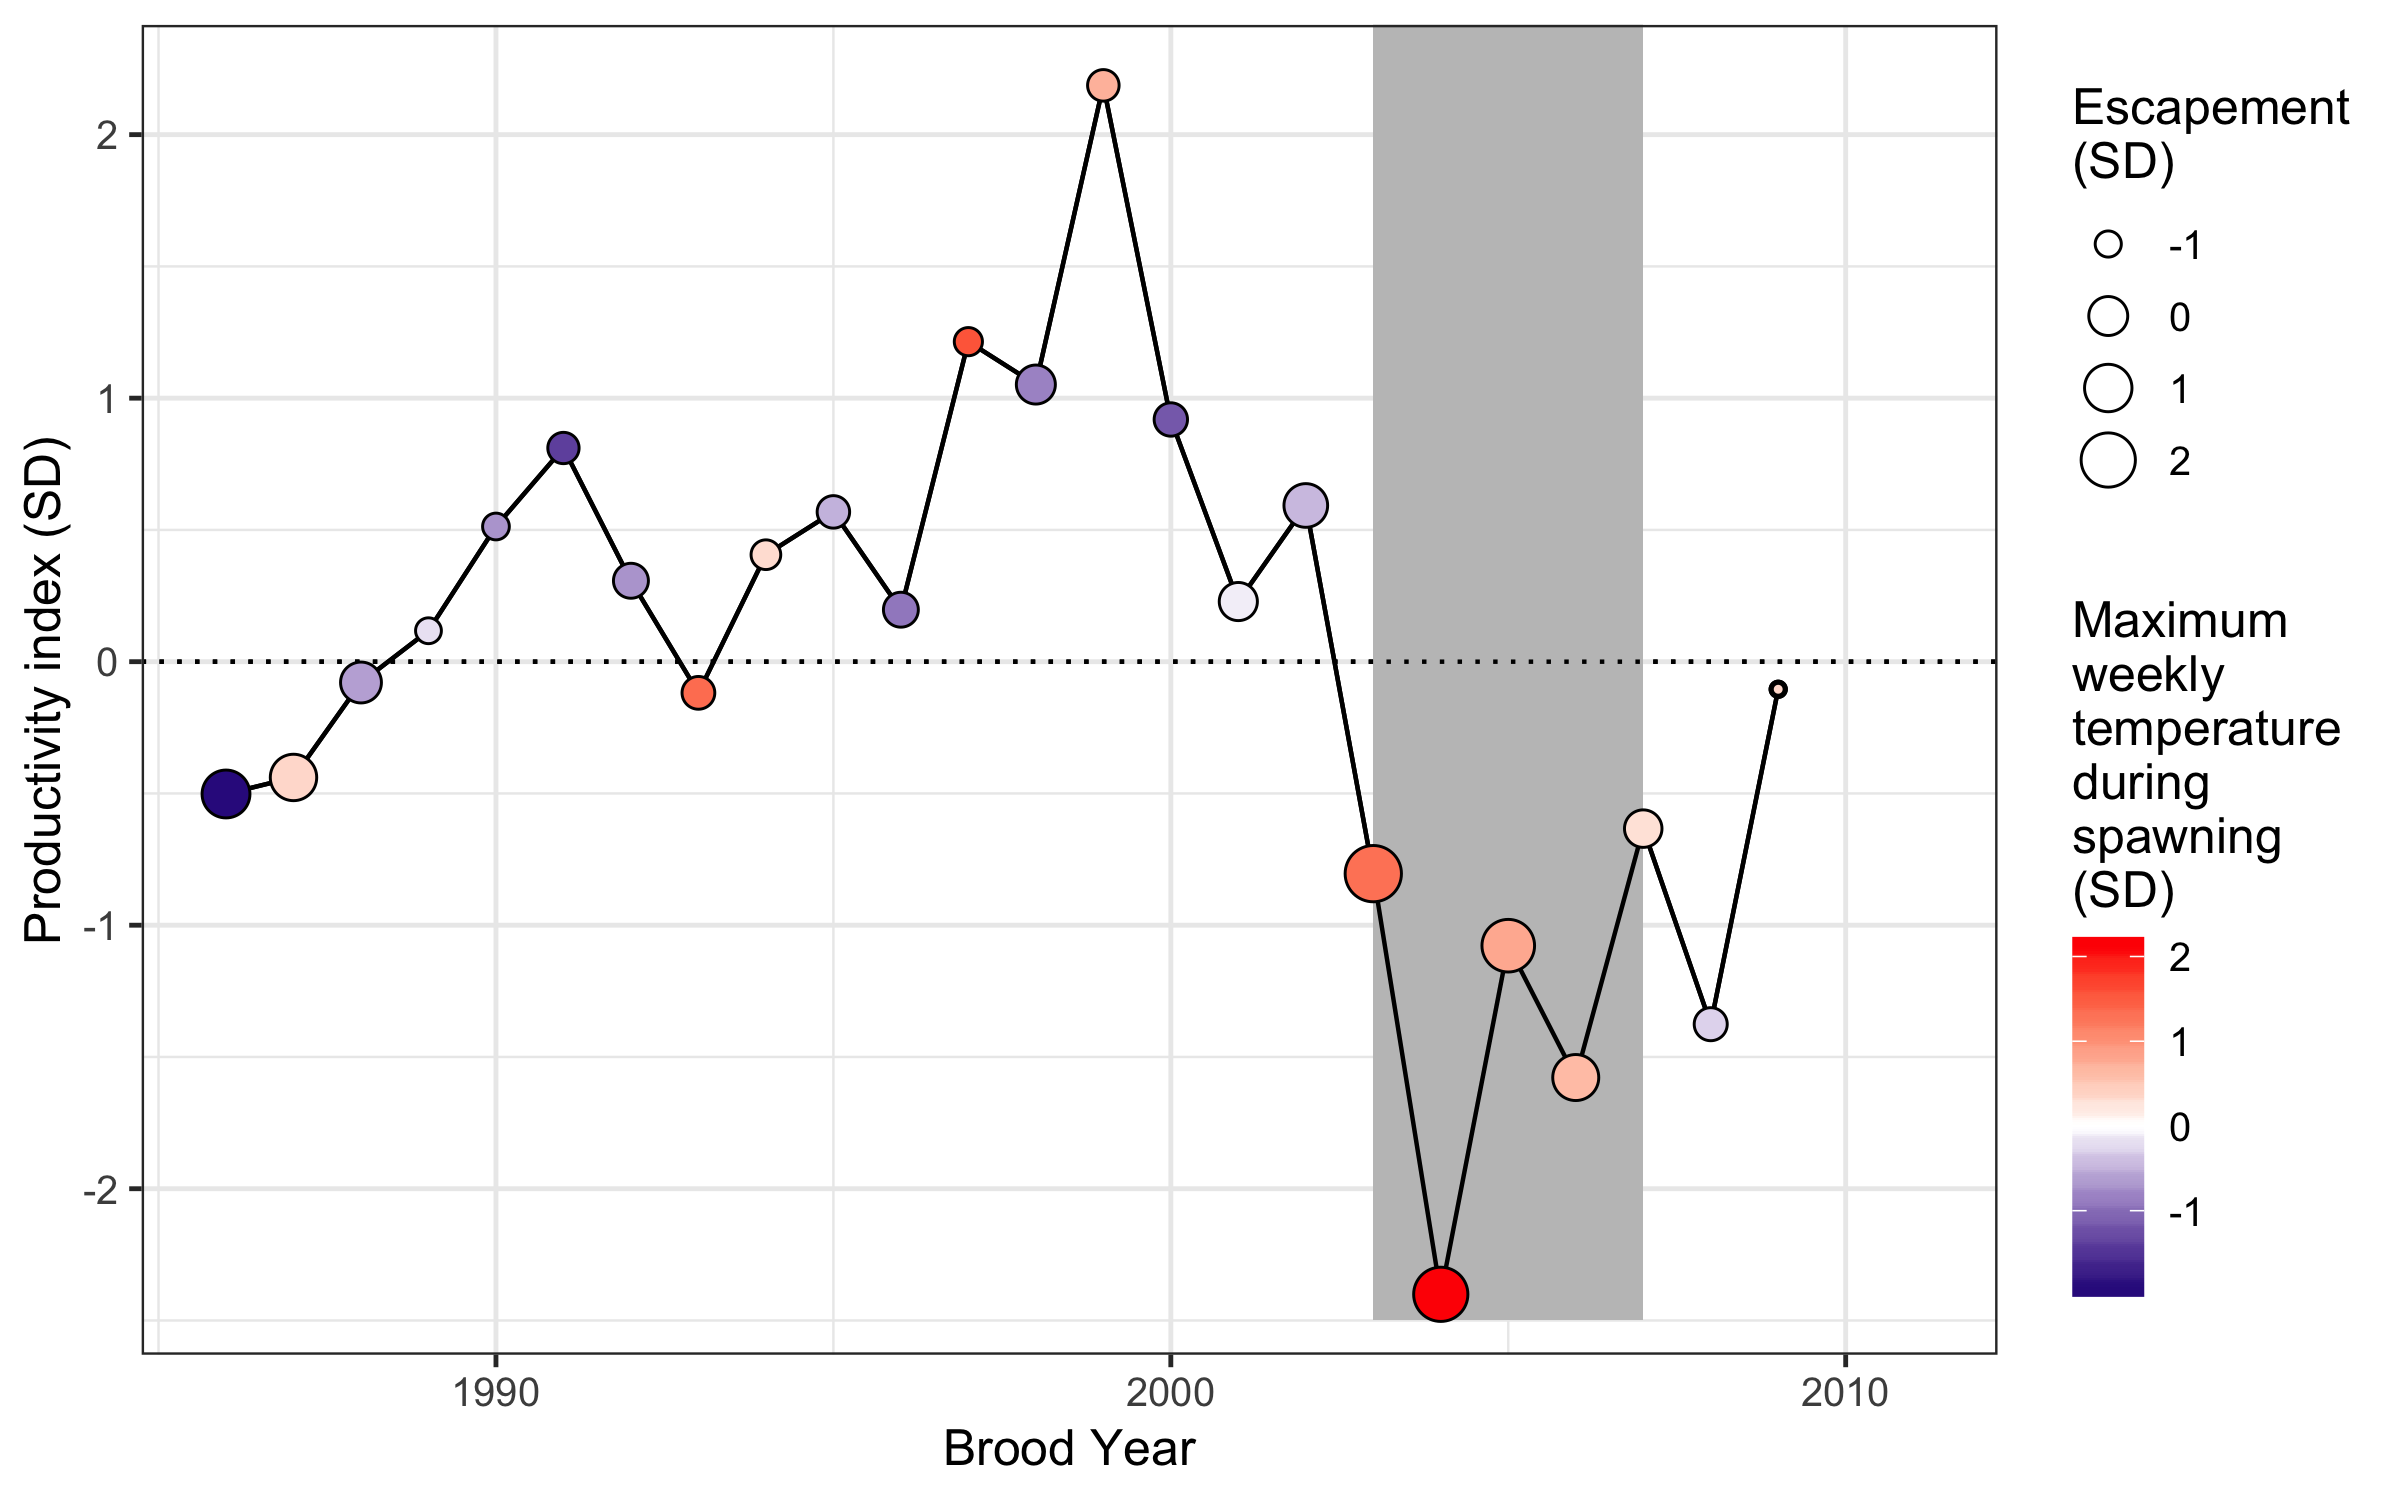 Productivity index (SD)
2
1
0
-1
-2
1990
2000
2010
Brood Year
Escapement
(SD)
-1
0
1
2
Maximum
weekly
temperature
during
spawning
(SD)
2
1
0
-1